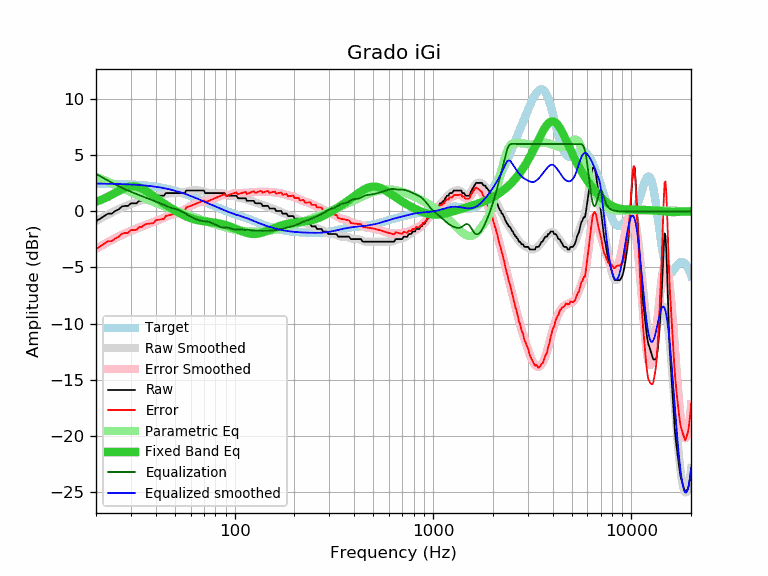 Grado iGi
10
5
0
−5
−10
−15
−20
−25
Amplitude (dBr)
Target
Raw Smoothed
Error Smoothed
Raw
Error
Parametric Eq
Fixed Band Eq
Equalization
Equalized smoothed
100 1000 10000
Frequency (Hz)